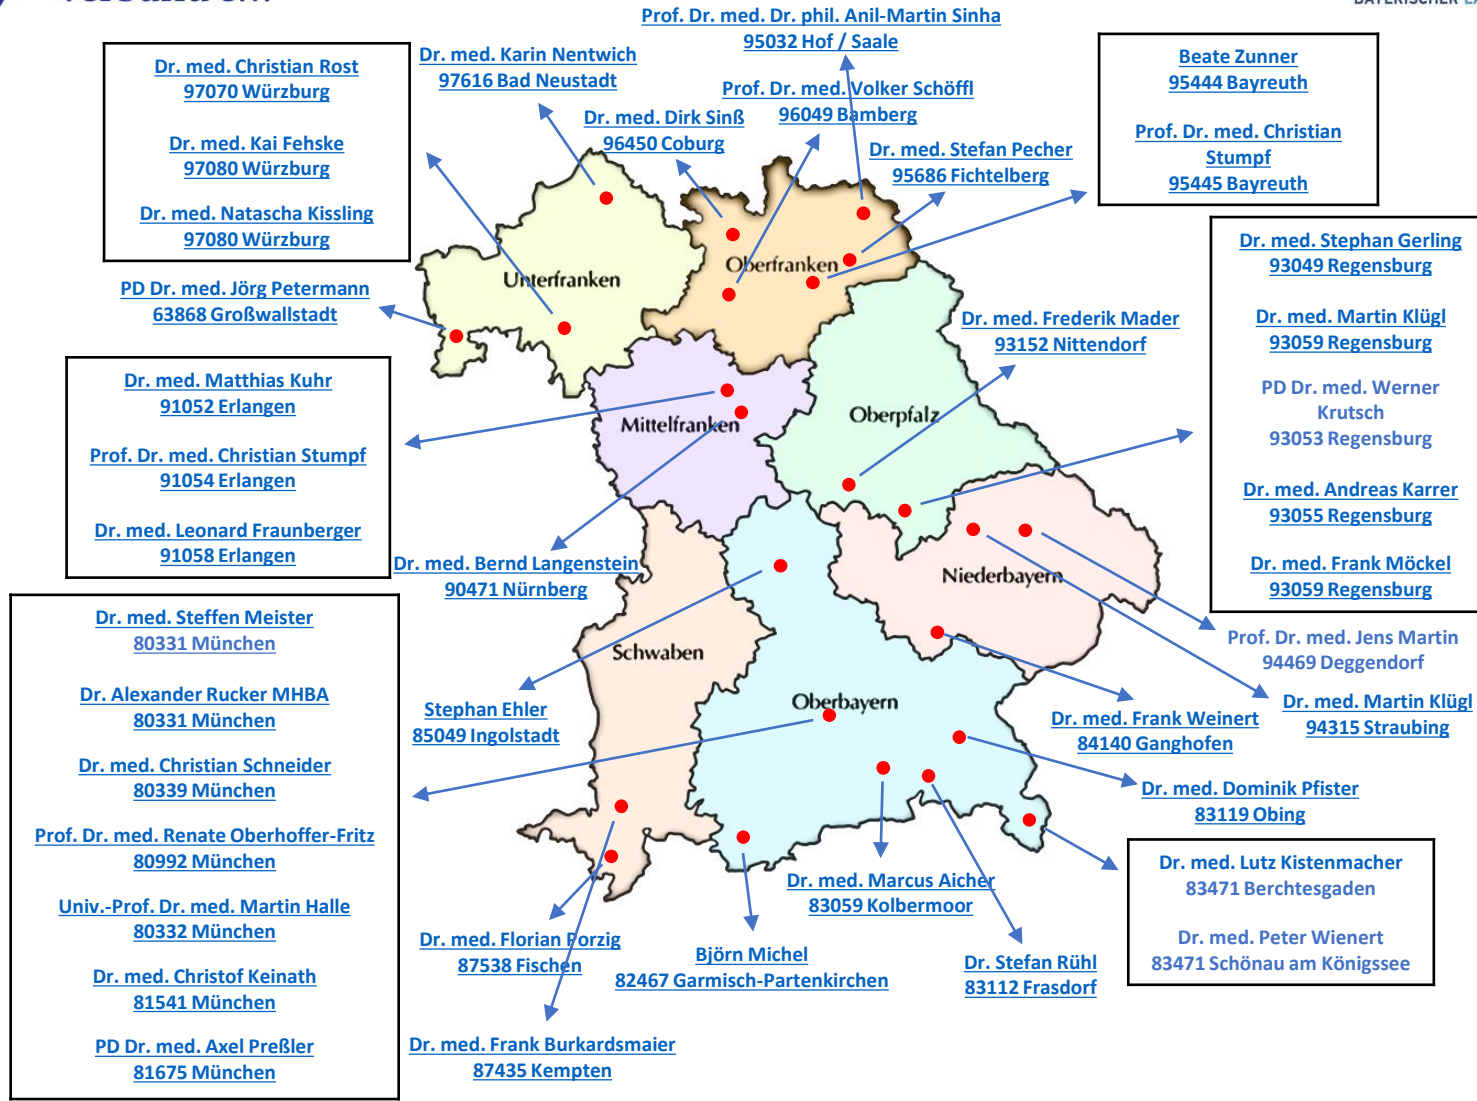 Prof. Dr. med. Dr. phil. Anil-Martin Sinha
95032 Hof / Saale
Dr. med. Karin Nentwich
97616 Bad Neustadt
Prof. Dr. med. Volker Schöffl
96049 Bamberg
Dr. med. Dirk Sinß
96450 Coburg
Dr. med. Stefan Pecher
95686 Fichtelberg
Beate Zunner
95444 Bayreuth
Prof. Dr. med. Christian
Stumpf
95445 Bayreuth
Dr. med. Christian Rost
97070 Würzburg
Dr. med. Kai Fehske
97080 Würzburg
Dr. med. Natascha Kissling
97080 Würzburg
PD Dr. med. Jörg Petermann
63868 Großwallstadt
Unterfranken
Oberfranken
Dr. med. Frederik Mader
93152 Nittendorf
Dr. med. Stephan Gerling
93049 Regensburg
Dr. med. Martin Klügl
93059 Regensburg
PD Dr. med. Werner
Krutsch
93053 Regensburg
Dr. med. Andreas Karrer
93055 Regensburg
Dr. med. Frank Möckel
93059 Regensburg
Dr. med. Matthias Kuhr
91052 Erlangen
Prof. Dr. med. Christian Stumpf
91054 Erlangen
Dr. med. Leonard Fraunberger
91058 Erlangen
Mittelfranken
Oberpfalz
Dr. med. Bernd Langenstein
90471 Nürnberg
Niederbayern
Schwaben
Oberbayern
Prof. Dr. med. Jens Martin
94469 Deggendorf
Dr. med. Martin Klügl
94315 Straubing
Dr. med. Frank Weinert
84140 Ganghofen
Stephan Ehler
85049 Ingolstadt
Dr. med. Dominik Pfister
83119 Obing
Dr. med. Steffen Meister
80331 München
Dr. Alexander Rucker MHBA
80331 München
Dr. med. Christian Schneider
80339 München
Prof. Dr. med. Renate Oberhoffer-Fritz
80992 München
Univ.-Prof. Dr. med. Martin Halle
80332 München
Dr. med. Christof Keinath
81541 München
PD Dr. med. Axel Preßler
81675 München
Dr. med. Lutz Kistenmacher
83471 Berchtesgaden
Dr. med. Peter Wienert
83471 Schönau am Königssee
Dr. med. Marcus Aicher
83059 Kolbermoor
Dr. med. Florian Porzig
87538 Fischen
Björn Michel
82467 Garmisch-Partenkirchen
Dr. Stefan Rühl
83112 Frasdorf
Dr. med. Frank Burkardsmaier
87435 Kempten